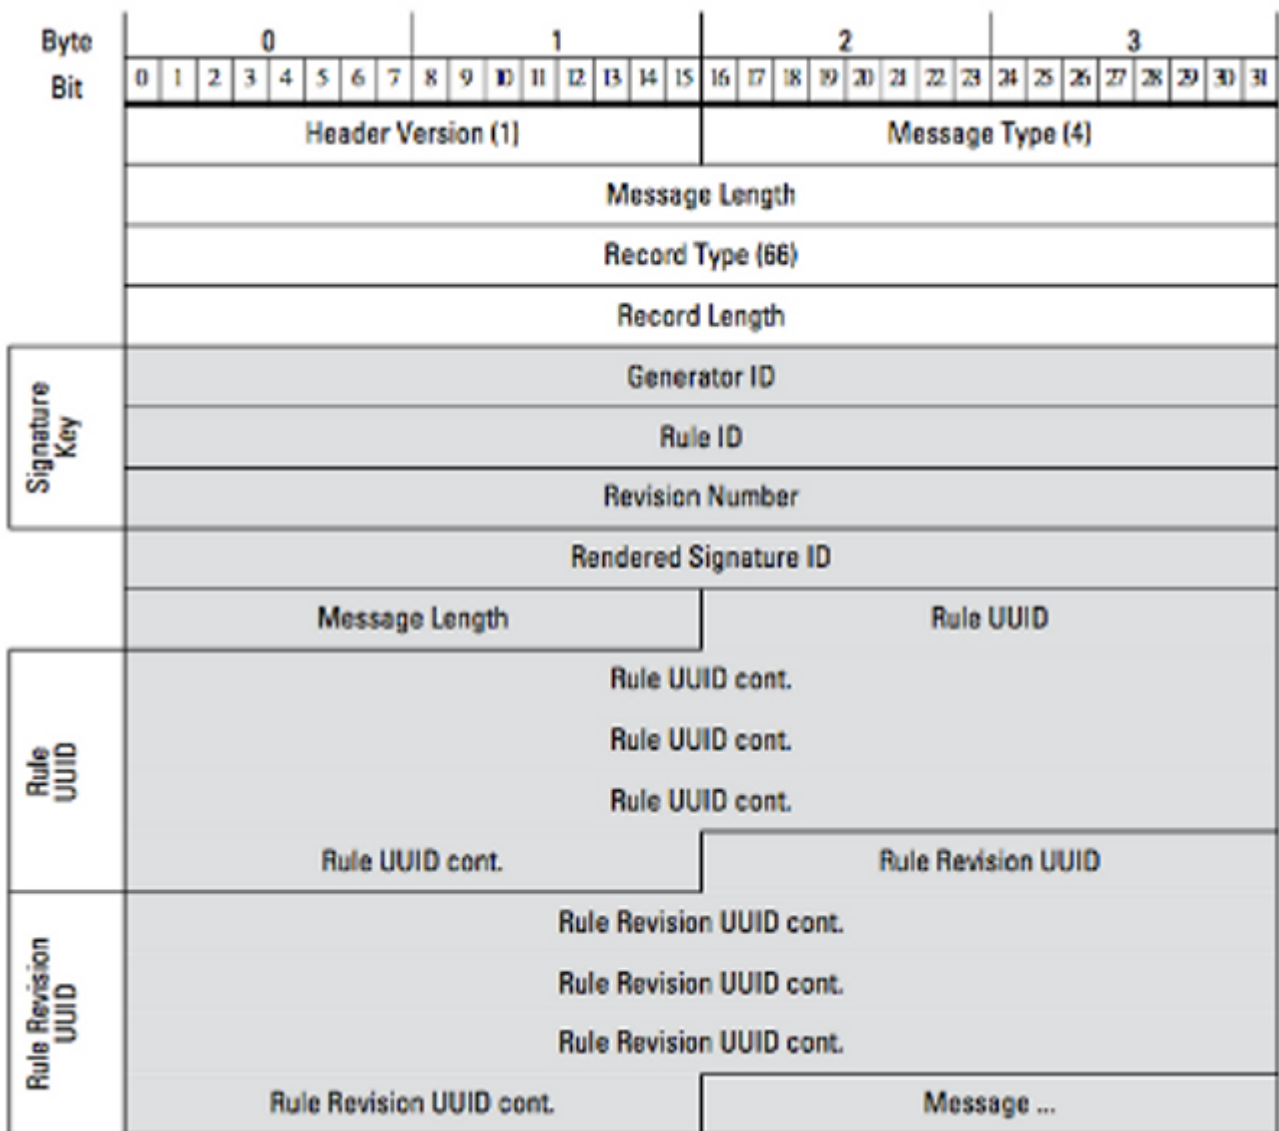 Byte 0 1 2 3
Bit 0 1 2 3 4 5 6 7 8 9 10 11 12 13 14 15 16 17 18 19 20 21 22 23 24 25 26 27 28 29 30 31
Header Version (1) Message Type (4)
Message Length
Record Type (66)
Record Length
Signature
Key
Generator ID
Rule ID
Revision Number
Rendered Signature ID
Message Length Rule UUID
Rule
UUID
Rule UUID cont.
Rule UUID cont.
Rule UUID cont.
Rule UUID cont. Rule Revision UUID
Rule Revision
UUID
Rule Revision UUID cont.
Rule Revision UUID cont.
Rule Revision UUID cont.
Rule Revision UUID cont. Message ...